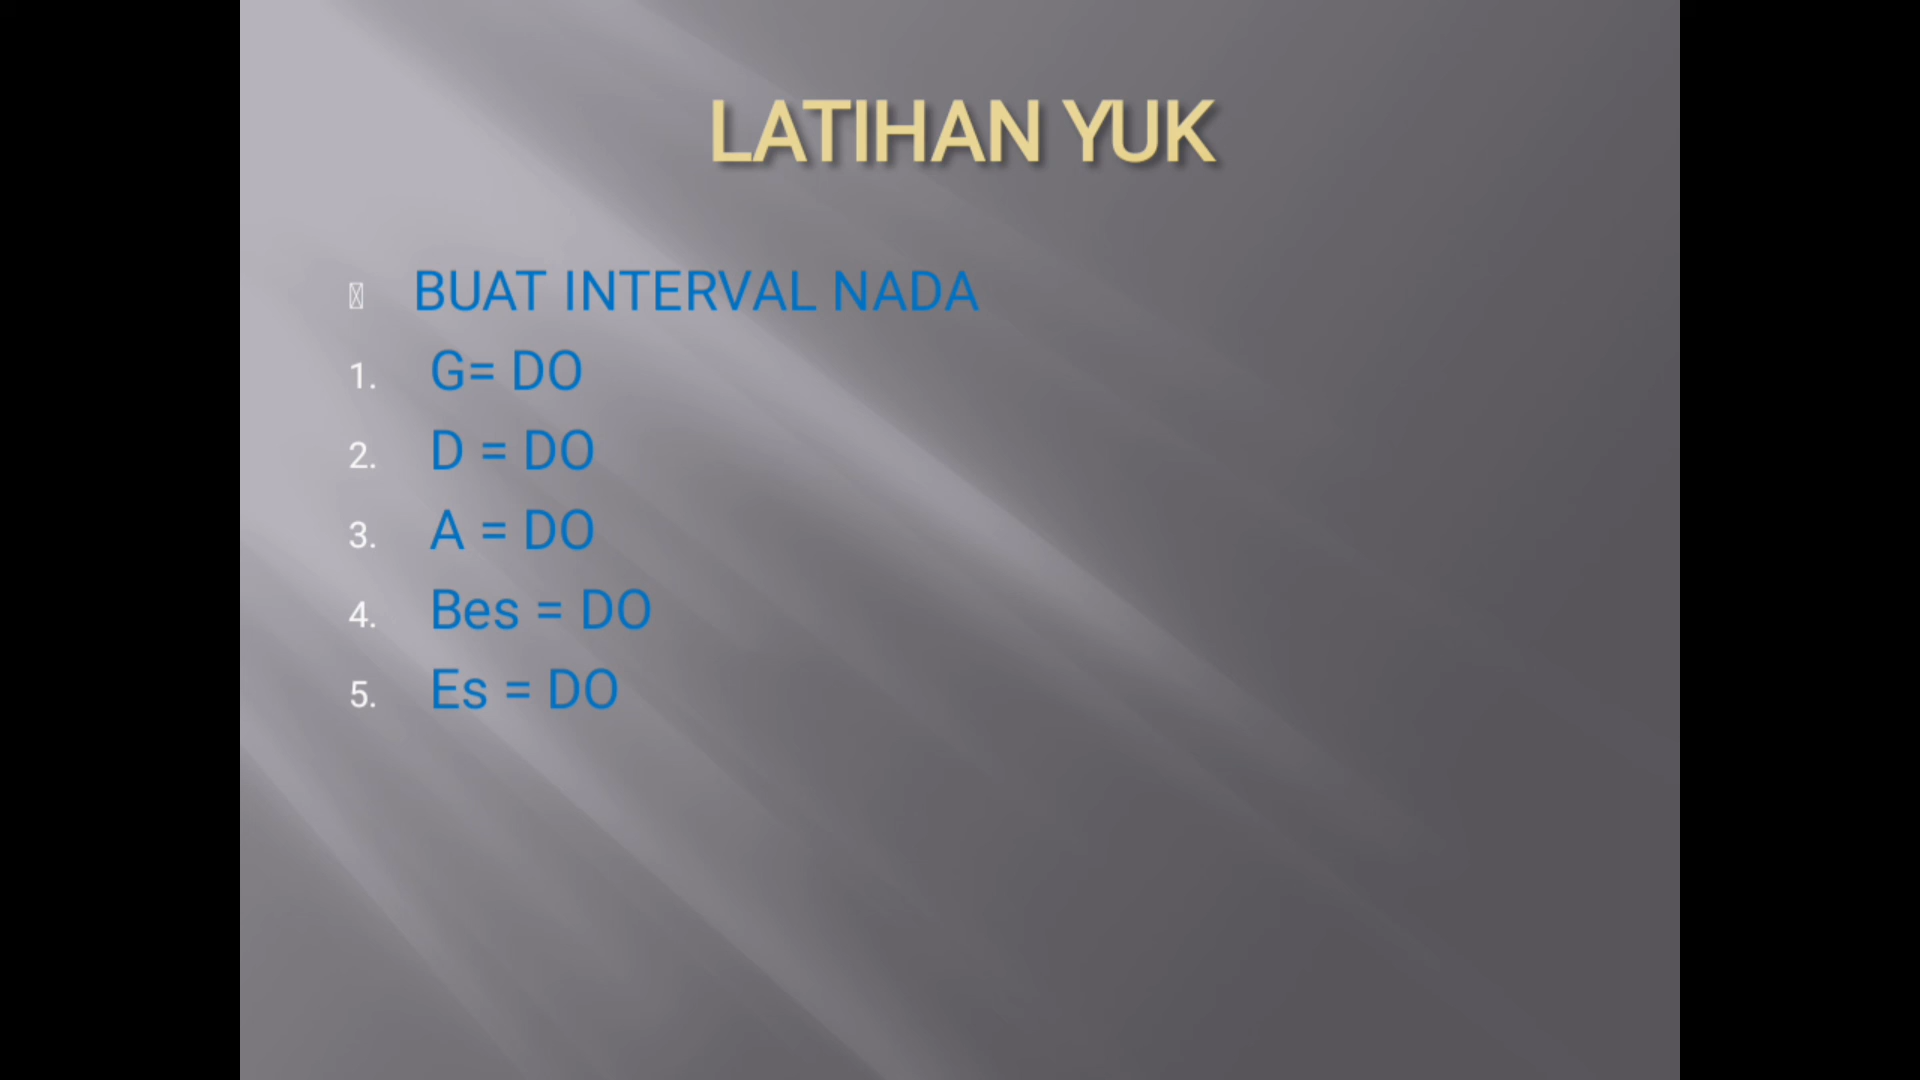 LATIHAN YUK
BUAT INTERVAL NADA
1. G= DO
2. D = DO
3. A = DO
4. Bes = DO
5. Es = DO